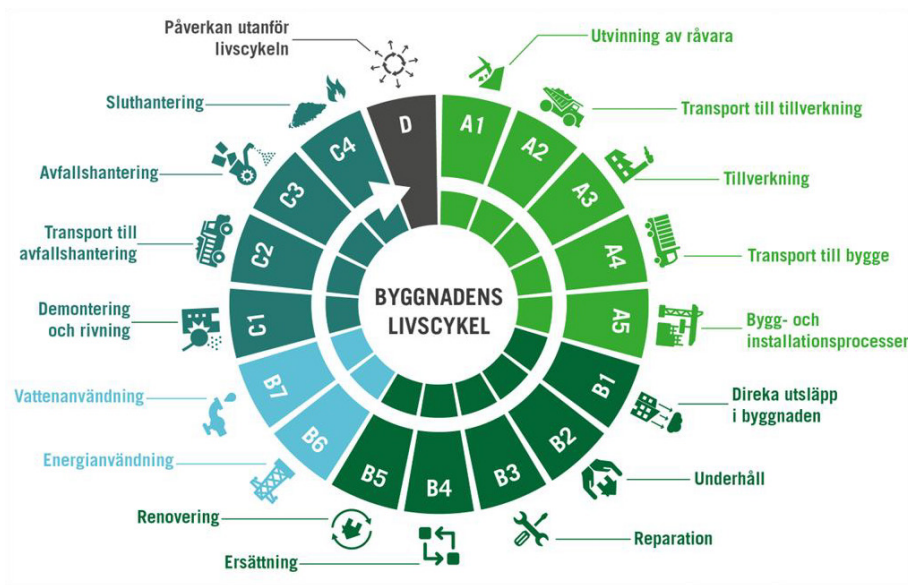 Påverkan utanför
livscykeln
Utvinning av råvara
Sluthantering
Transport till tillverkning
Avfallshantering
Tillverkning
Transport till
avfallshantering
Transport till bygge
Demontering
och rivning
Bygg- och
installationsprocesser
Vattenanvändning
Direka utsläpp
i byggnaden
Energianvändning
Underhåll
Renovering
Reparation
Ersättning
D
A1
A2
A3
A4
A5
B1
B2
B3
B4
B5
B6
B7
C1
C2
C3
C4
BYGGNADENS
LIVSCYKEL